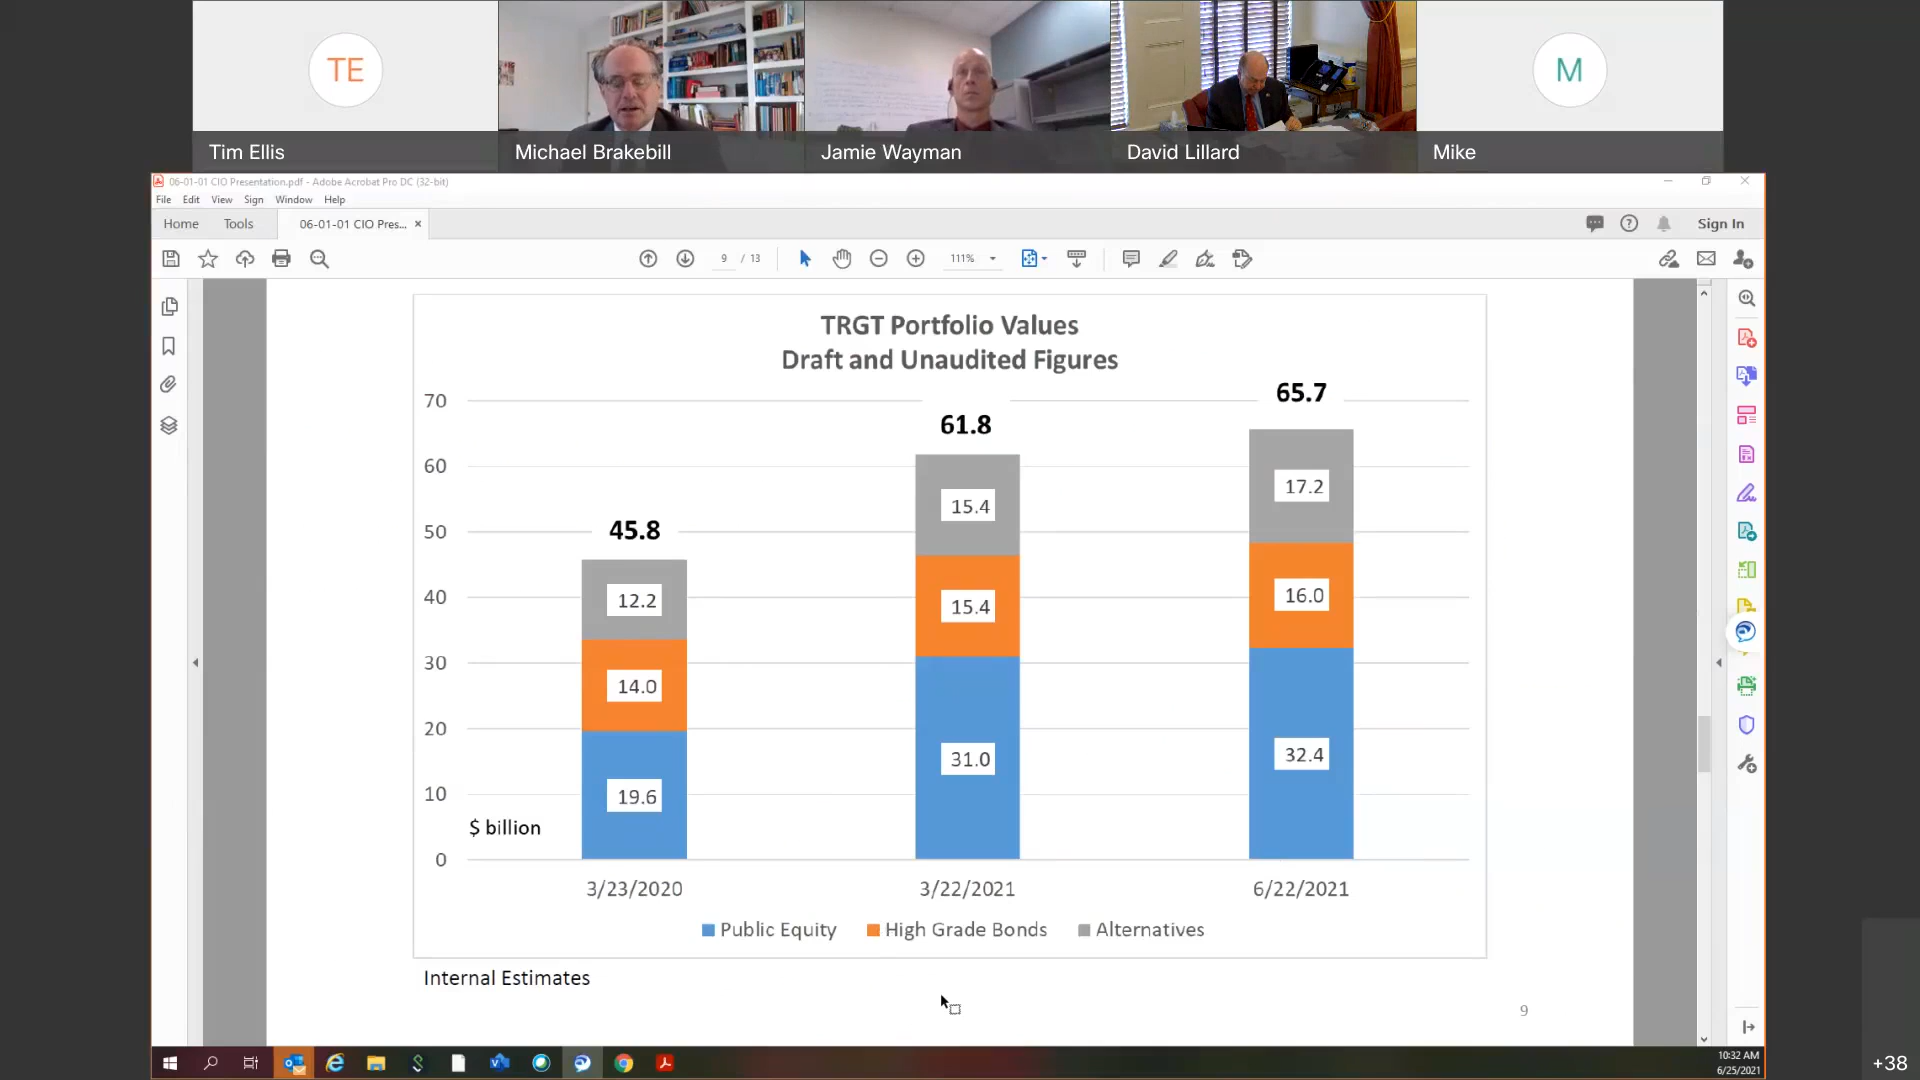 TE
M
Tim Ellis
Michael Brakebill
Jamie Wayman
David Lillard
Mike
06-01-01 CIO Presentation.pdf - Adobe Acrobat Pro DC (32-bit)
File Edit View Sign Window Help
Home Tools 06-01-01 CIO Pres... × Sign In
9 / 13 111%
TRGT Portfolio Values
Draft and Unaudited Figures
70
60
50
40
30
20
10
0
$ billion
45.8
12.2
14.0
19.6
61.8
15.4
15.4
31.0
65.7
17.2
16.0
32.4
3/23/2020 3/22/2021 6/22/2021
Public Equity High Grade Bonds Alternatives
Internal Estimates
9
10:32 AM
6/25/2021
+38